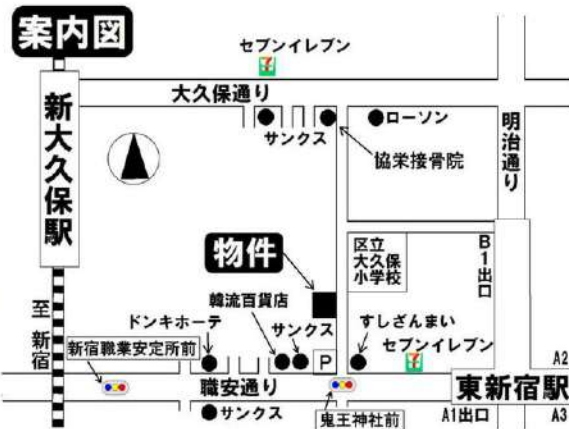 案内図
セブンイレブン
7
大久保通り
新大久保駅
サンクス
ローソン
協栄接骨院
明治通り
物件
区立
大久保
小学校
B1出口
至 新宿
ドンキホーテ
韓流百貨店
サンクス
すしざんまい
セブンイレブン
7
新宿職業安定所前
P
A2
職安通り
東新宿駅
サンクス
鬼王神社前
A1出口
A3